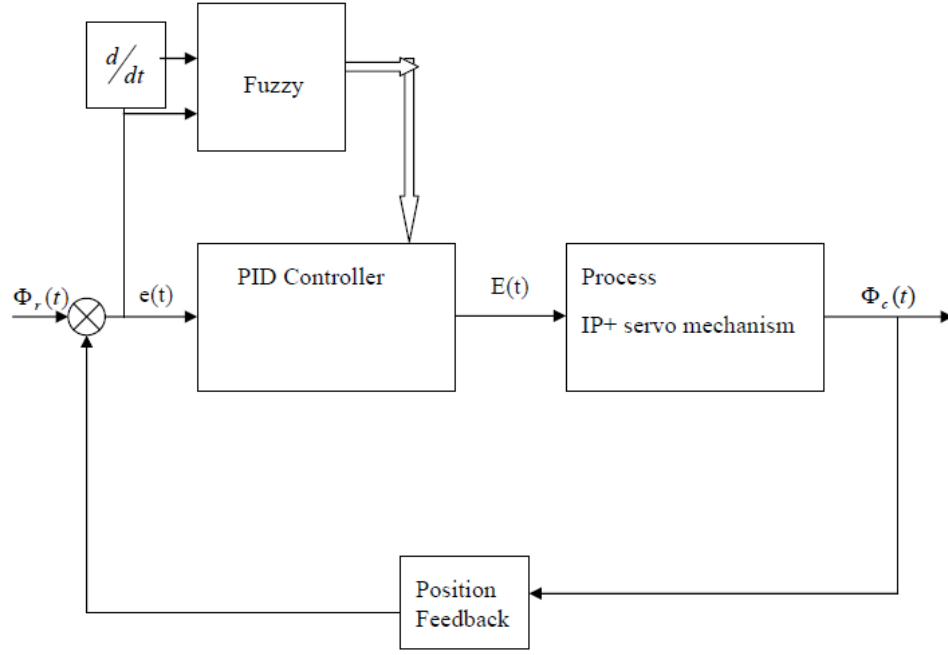 d/dt
Fuzzy
PID Controller
Φr(t)
e(t)
E(t)
Process
IP+ servo mechanism
Φc(t)
Position
Feedback